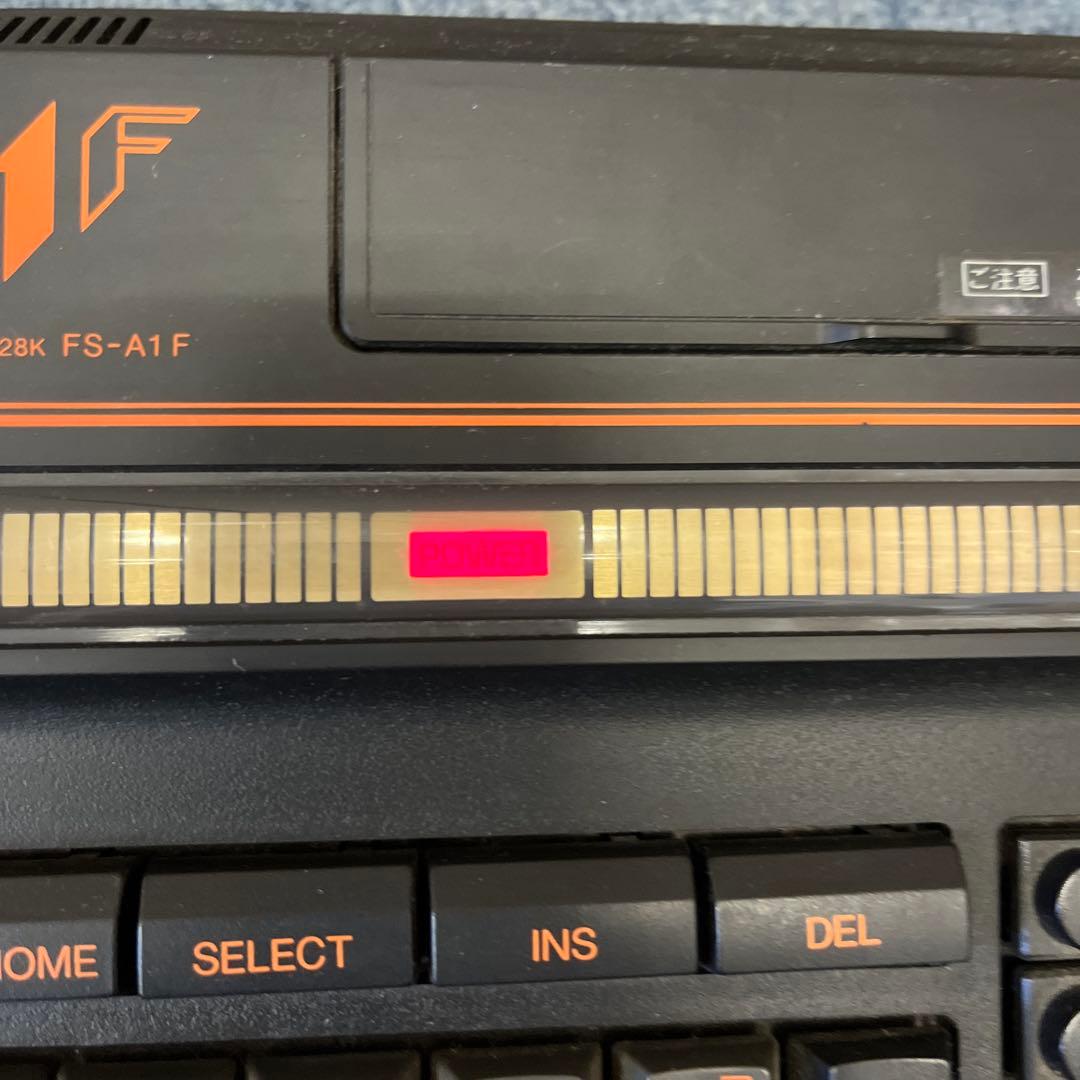 1F
ご注意
28K FS-A1F
POWER
HOME SELECT INS DEL